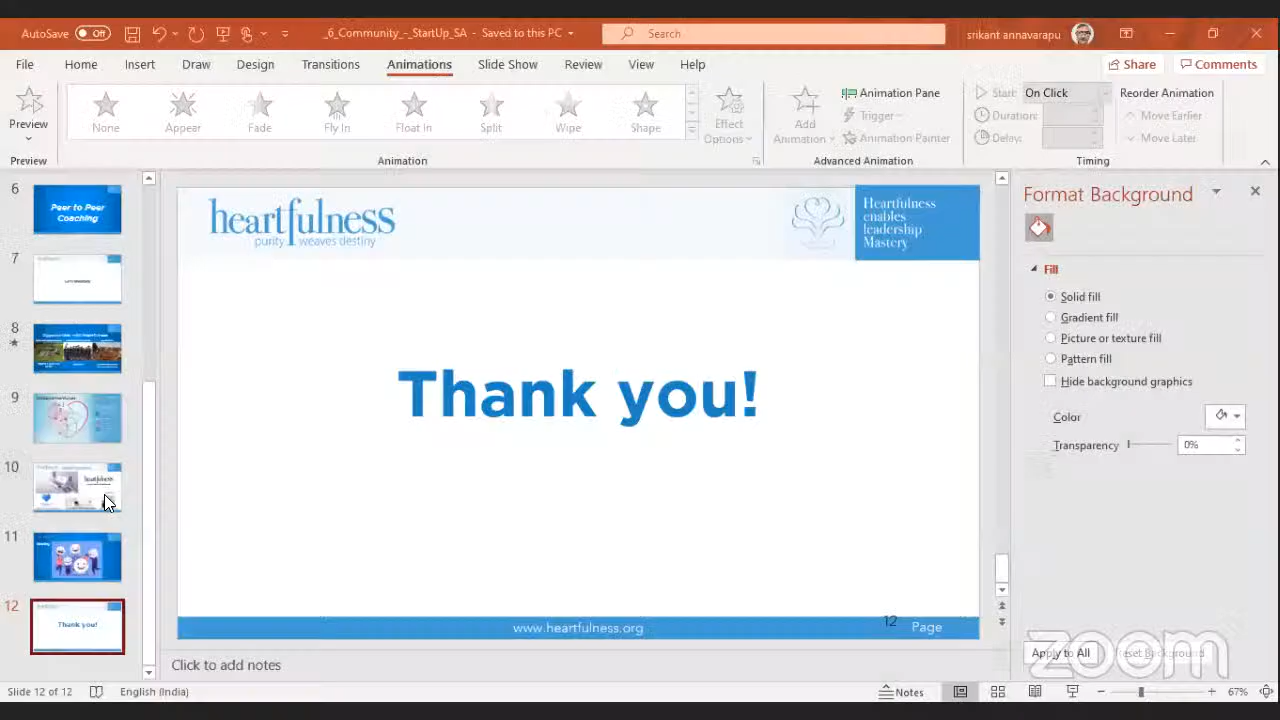 AutoSave Off _6_Community_-_StartUp_SA - Saved to this PC Search srikant annavarapu
File Home Insert Draw Design Transitions Animations Slide Show Review View Help Share Comments
Preview None Appear Fade Fly In Float In Split Wipe Shape Effect Options Add Animation Animation Pane Trigger Animation Painter Start: On Click Duration: Delay: Reorder Animation Move Earlier Move Later
Preview Animation Advanced Animation Timing
6 Peer to Peer Coaching
7
8
9
10 heartfulness
11
12 Thank you!
heartfulness
purity weaves destiny
Heartfulness
enables
leadership
Mastery
Thank you!
www.heartfulness.org 12 Page
Click to add notes
Format Background
Fill
Solid fill
Gradient fill
Picture or texture fill
Pattern fill
Hide background graphics
Color
Transparency 0%
Apply to All Reset Background
zoom
Slide 12 of 12 English (India) Notes 67%